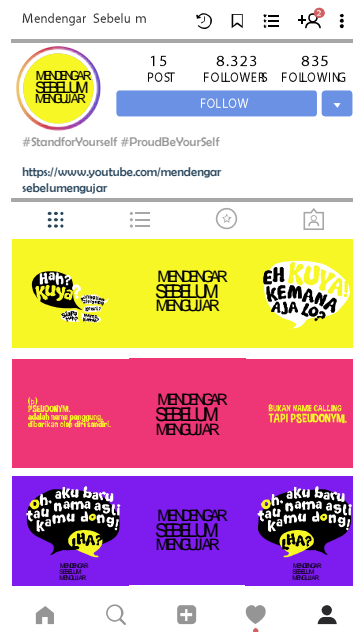 Mendengar Sebelu m
2
MENDENGAR
SEBELUM
MENGUJAR
15 8.323 835
POST FOLLOWERS FOLLOWING
FOLLOW
#StandforYourself #ProudBeYourSelf
https://www.youtube.com/mendengar
sebelumengujar
Hah?
Kuya?
MENDENGAR
SEBELUM
MENGUJAR
EH KUYA!
KEMANA
AJA LO?
(p)
PSEUDONYM.
adalah nama panggung,
diberikan oleh diri sendiri.
MENDENGAR
SEBELUM
MENGUJAR
BUKAN NAME CALLING
TAPI PSEUDONYM.
Oh, aku baru
tau nama asli
kamu dong!
LHA?
MENDENGAR
SEBELUM
MENGUJAR
MENDENGAR
SEBELUM
MENGUJAR
Oh, aku baru
tau nama asli
kamu dong!
LHA?
MENDENGAR
SEBELUM
MENGUJAR